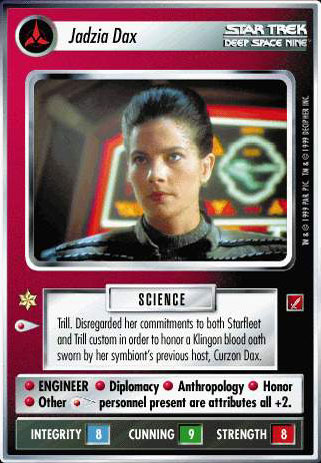 Jadzia Dax
STAR TREK
DEEP SPACE NINE
TM & © 1999 PAR. PIC. TM & © 1999 DECIPHER INC.
SCIENCE
Trill. Disregarded her commitments to both Starfleet
and Trill custom in order to honor a Klingon blood oath
sworn by her symbiont's previous host, Curzon Dax.
ENGINEER Diplomacy Anthropology Honor
Other personnel present are attributes all +2.
INTEGRITY 8 CUNNING 9 STRENGTH 8